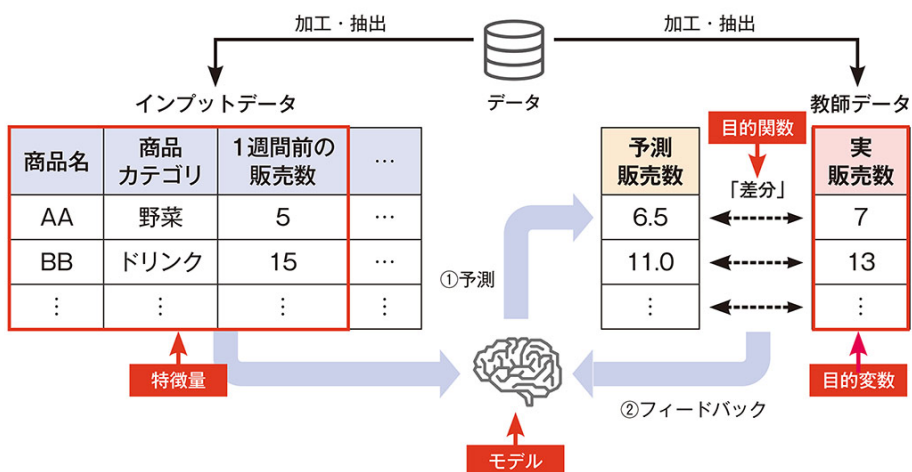 加工・抽出
加工・抽出
インプットデータ
データ
教師データ
商品名
商品
カテゴリ
1週間前の
販売数
…
AA
野菜
5
…
BB
ドリンク
15
…
⋮
⋮
⋮
特徴量
①予測
モデル
予測
販売数
6.5
11.0
⋮
目的関数
「差分」
②フィードバック
実
販売数
7
13
⋮
目的変数